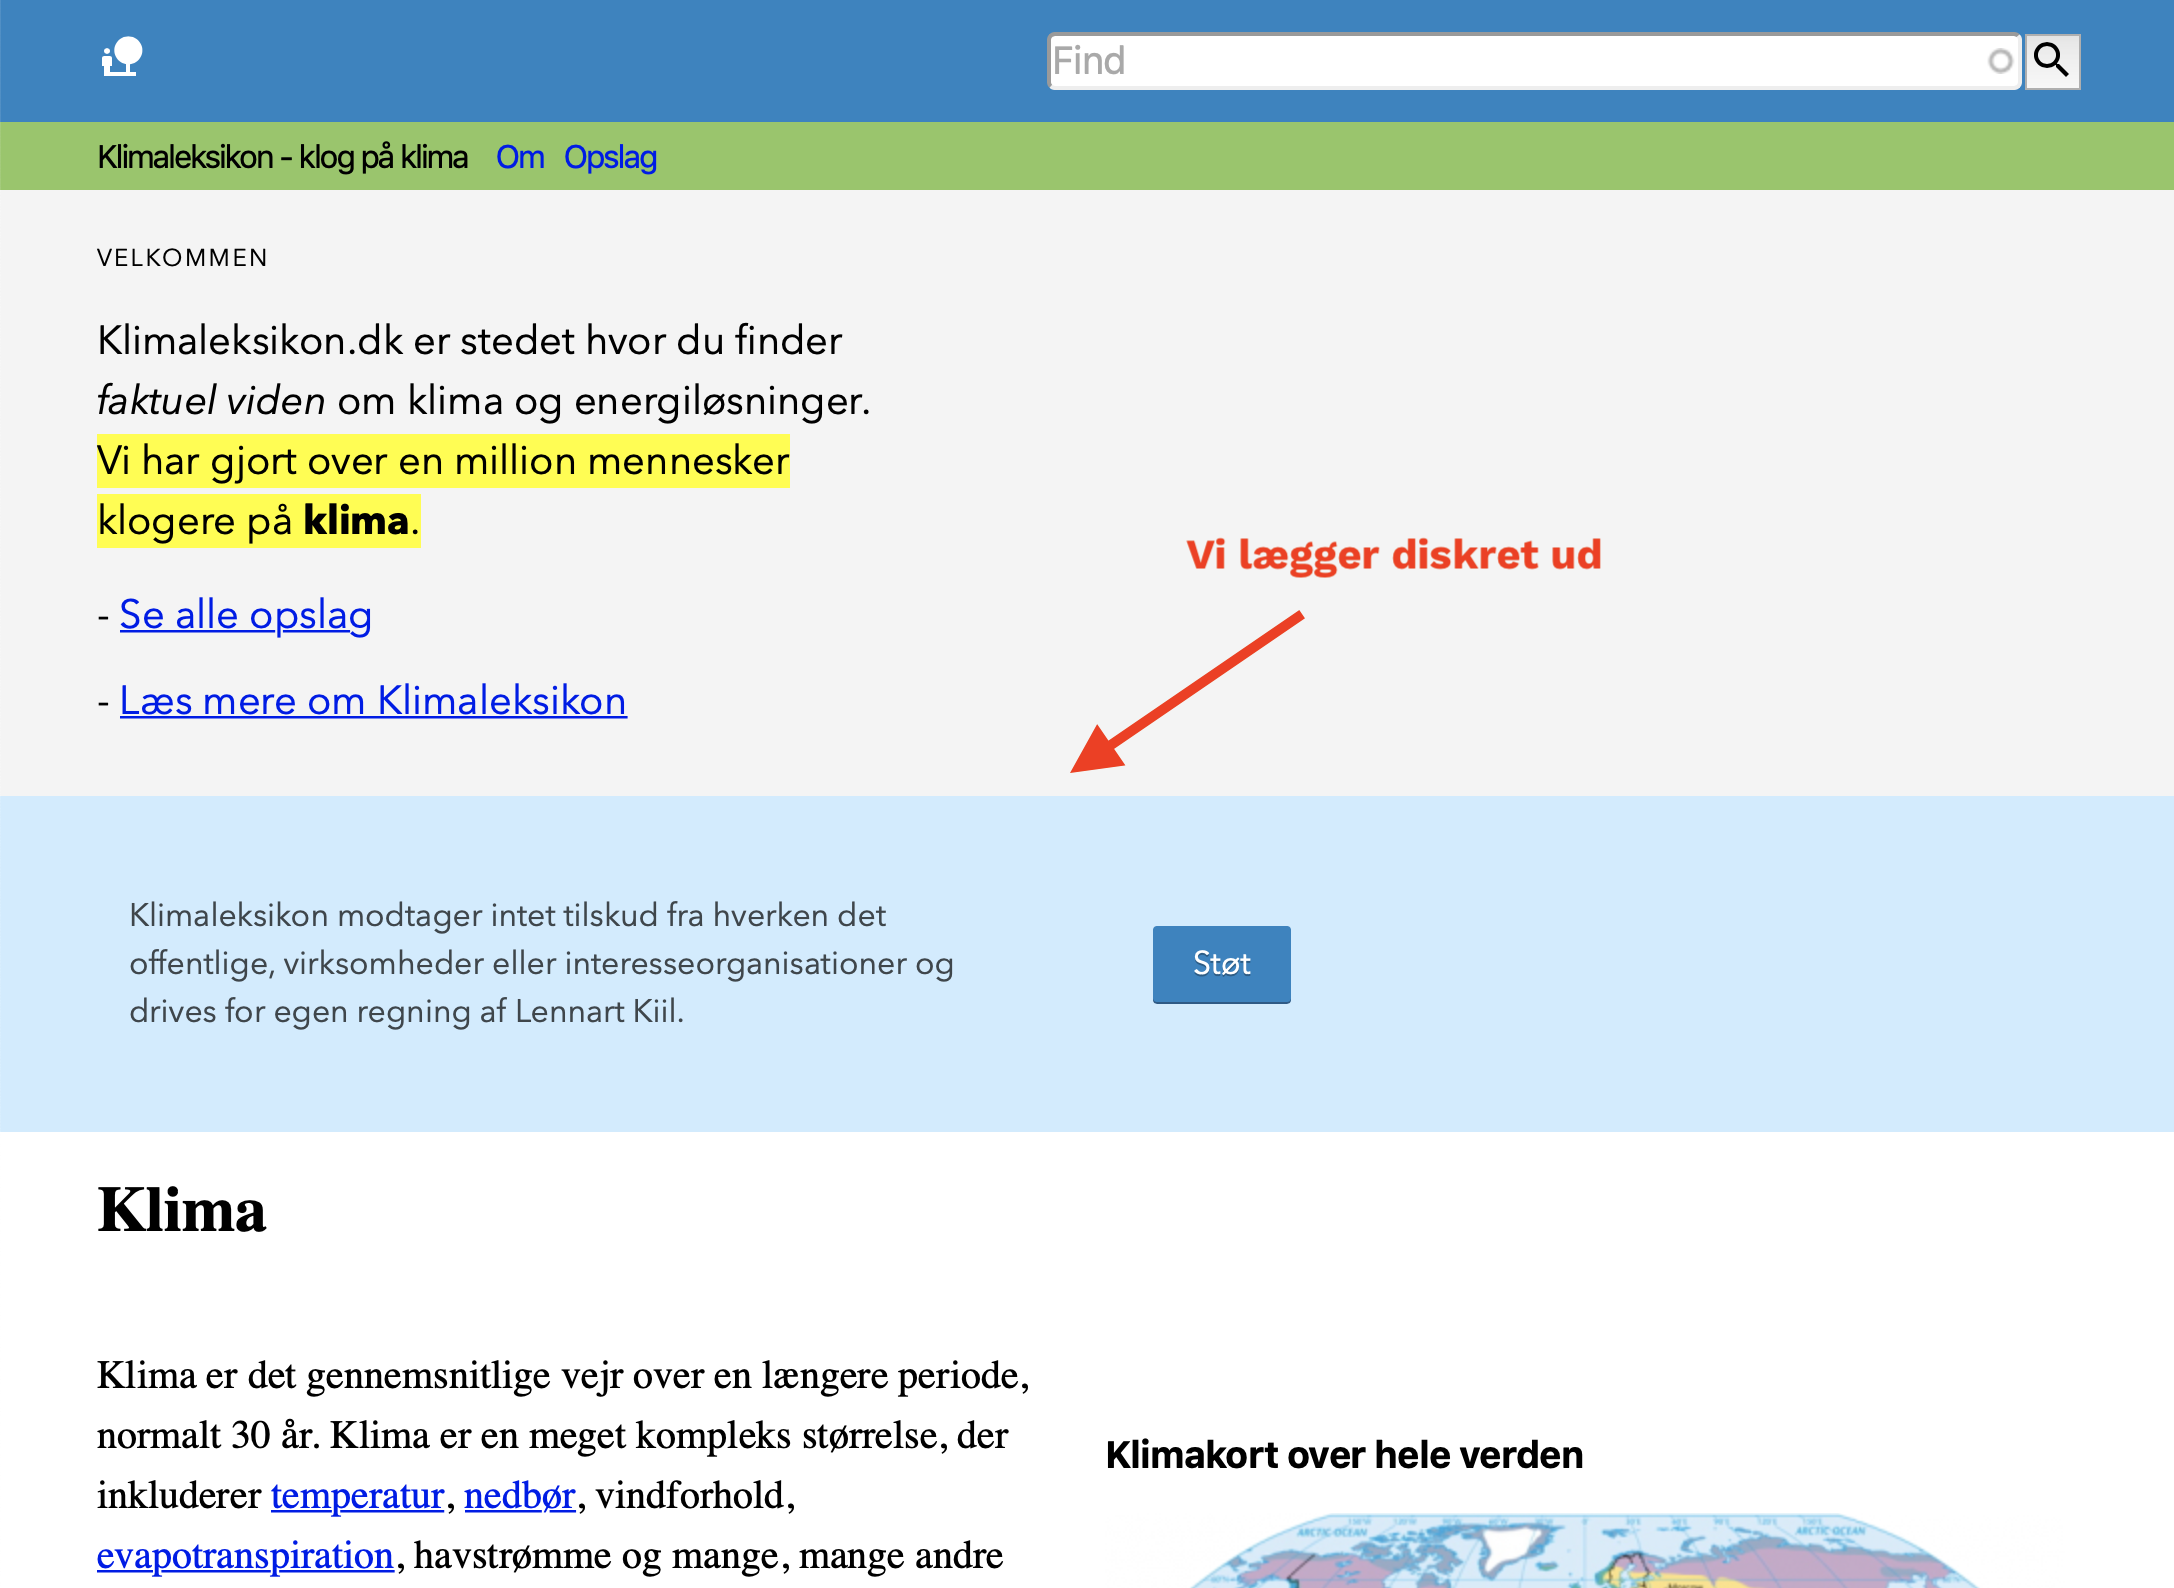 Find
Klimaleksikon - klog på klima Om Opslag
VELKOMMEN
Klimaleksikon.dk er stedet hvor du finder
faktuel viden om klima og energiløsninger.
Vi har gjort over en million mennesker
klogere på klima.
- Se alle opslag
- Læs mere om Klimaleksikon
Vi lægger diskret ud
Klimaleksikon modtager intet tilskud fra hverken det
offentlige, virksomheder eller interesseorganisationer og
drives for egen regning af Lennart Kiil.
Støt
Klima
Klima er det gennemsnitlige vejr over en længere periode,
normalt 30 år. Klima er en meget kompleks størrelse, der
inkluderer temperatur, nedbør, vindforhold,
evapotranspiration, havstrømme og mange, mange andre
Klimakort over hele verden
ARCTIC OCEAN
ARCTIC OCEAN